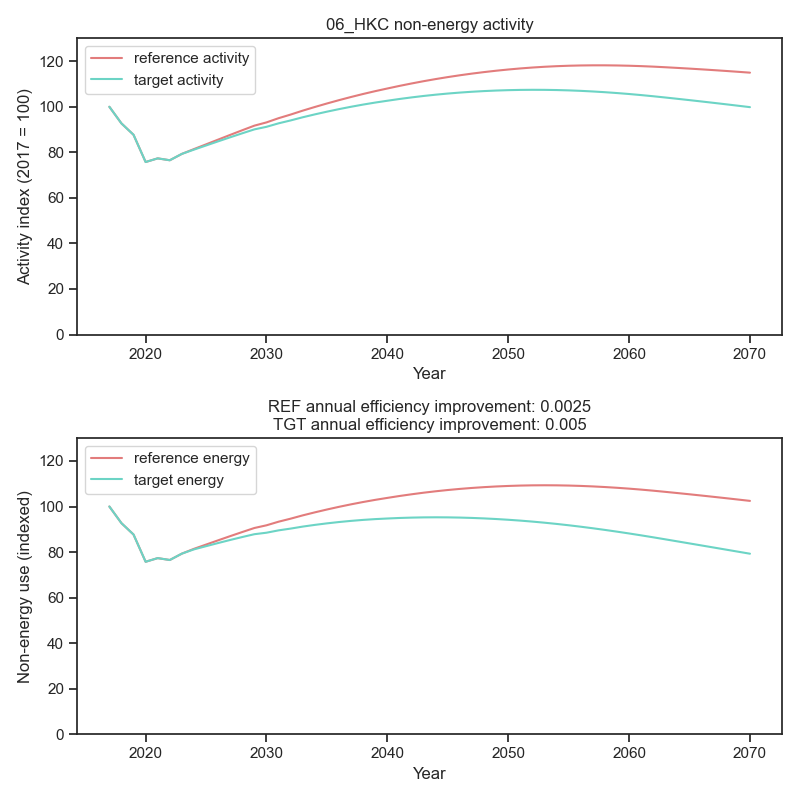 06_HKC non-energy activity
reference activity
target activity
Activity index (2017 = 100)
120
100
80
60
40
20
0
2020 2030 2040 2050 2060 2070
Year
REF annual efficiency improvement: 0.0025
TGT annual efficiency improvement: 0.005
reference energy
target energy
Non-energy use (indexed)
120
100
80
60
40
20
0
2020 2030 2040 2050 2060 2070
Year